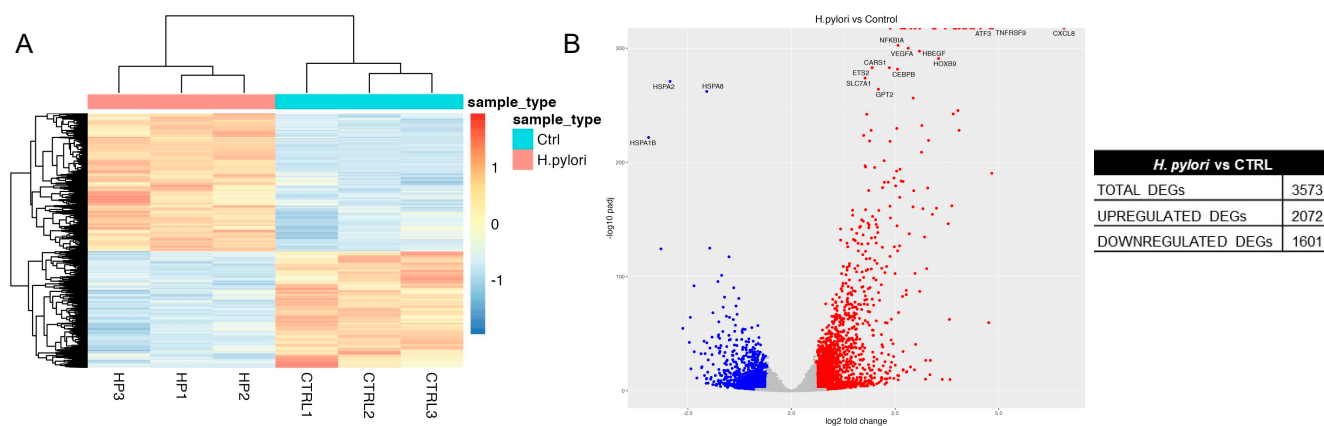 A
sample_type
sample_type
Ctrl
H.pylori
1
0
-1
HP3
HP1
HP2
CTRL1
CTRL2
CTRL3
B
H.pylori vs Control
-log10 padj
300
200
100
0
-2.5
0.0
2.5
5.0
log2 fold change
ATF3
TNFRSF9
CXCL8
NFKBIA
VEGFA
HBEGF
HOXB9
CARS1
CEBPB
ETS2
SLC7A1
GPT2
HSPA2
HSPA8
HSPA1B
H. pylori vs CTRL
TOTAL DEGs 3573
UPREGULATED DEGs 2072
DOWNREGULATED DEGs 1601